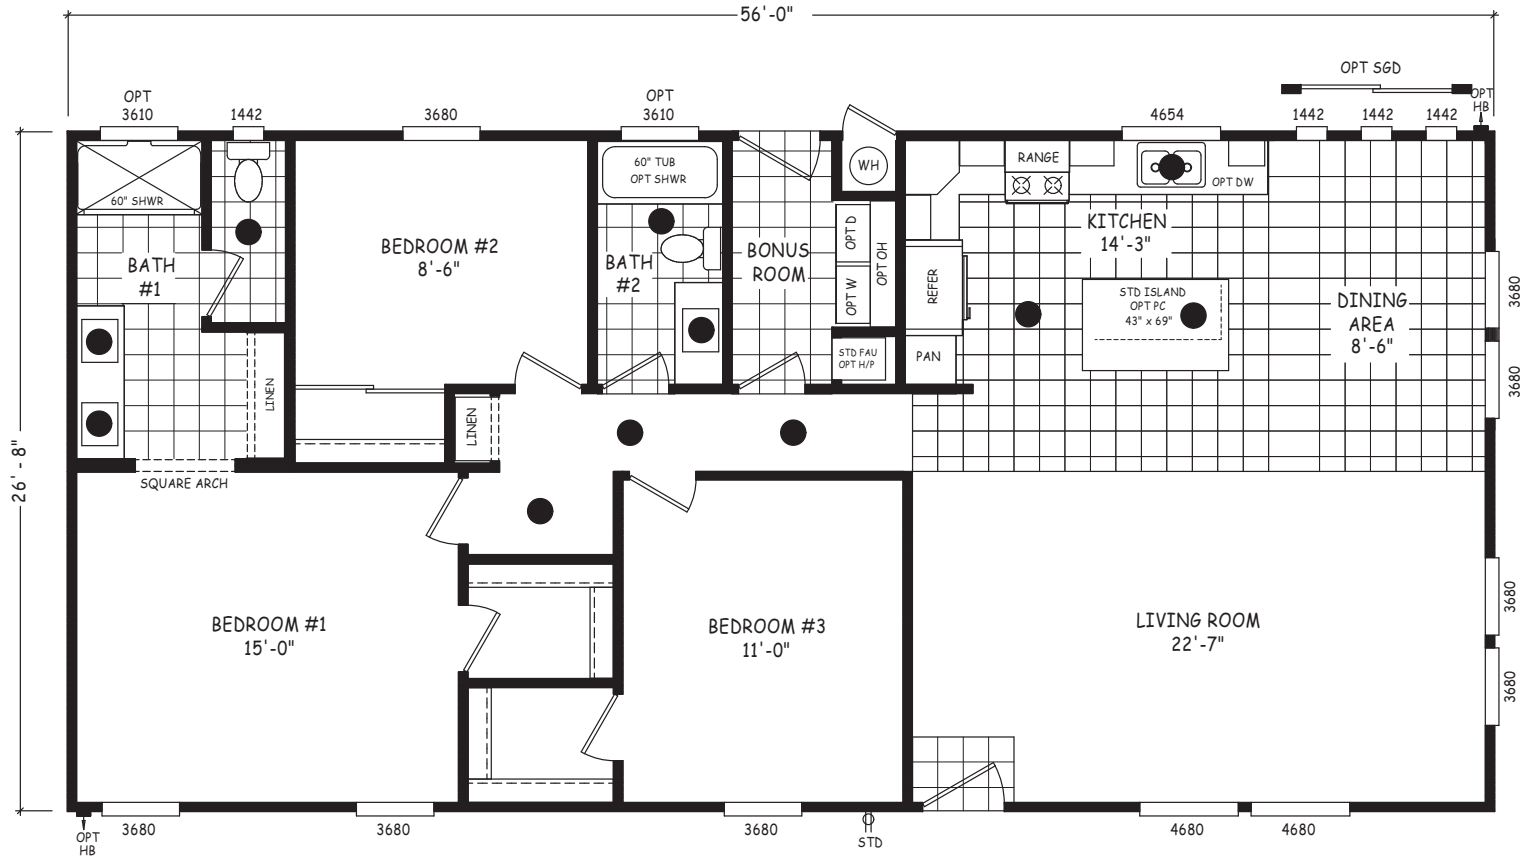 56'-0"
OPT SGD
OPT
3610
1442
3680
OPT
3610
4654
1442
1442
1442
OPT
HB
60" SHWR
60" TUB
OPT SHWR
WH
RANGE
OPT DW
BATH
#1
BEDROOM #2
8'-6"
BATH
#2
BONUS
ROOM
OPT D
OPT W
OPT OH
REFER
KITCHEN
14'-3"
STD ISLAND
OPT PC
43" x 69"
DINING
AREA
8'-6"
3680
3680
STD FAU
OPT H/P
PAN
LINEN
LINEN
26' - 8"
SQUARE ARCH
BEDROOM #1
15'-0"
BEDROOM #3
11'-0"
LIVING ROOM
22'-7"
3680
3680
OPT
HB
3680
3680
3680
STD
4680
4680